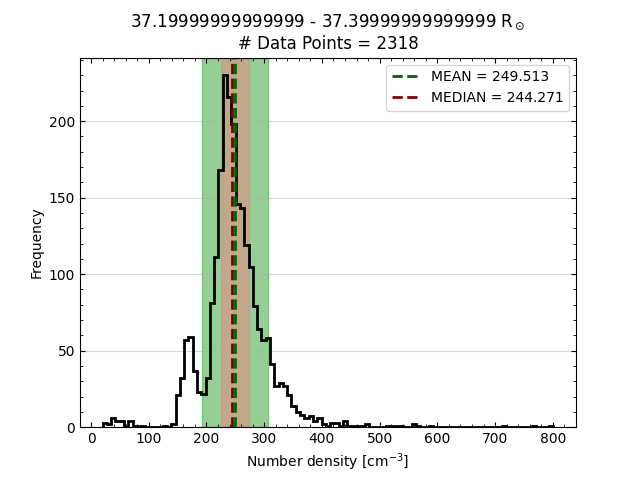 37.19999999999999 - 37.39999999999999 R⊙
# Data Points = 2318
MEAN = 249.513
MEDIAN = 244.271
Frequency
200
150
100
50
0
0 100 200 300 400 500 600 700 800
Number density [cm⁻³]